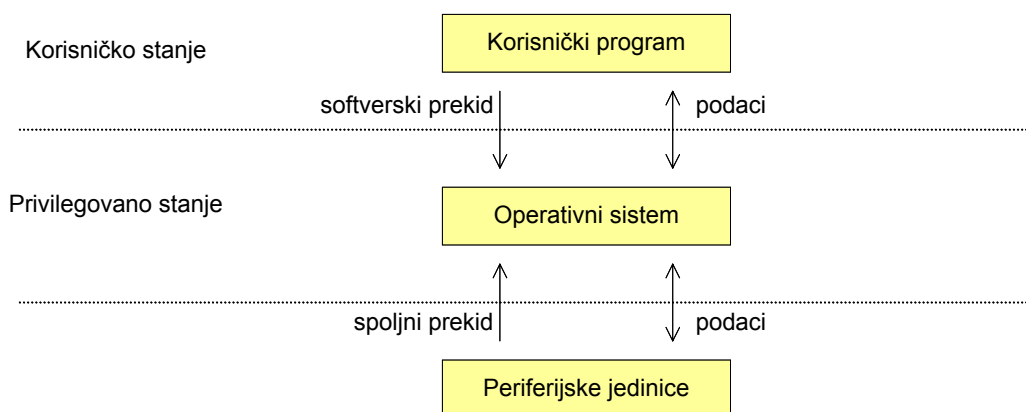 Korisničko stanje
Korisnički program
softverski prekid
podaci
Privilegovano stanje
Operativni sistem
spoljni prekid
podaci
Periferijske jedinice